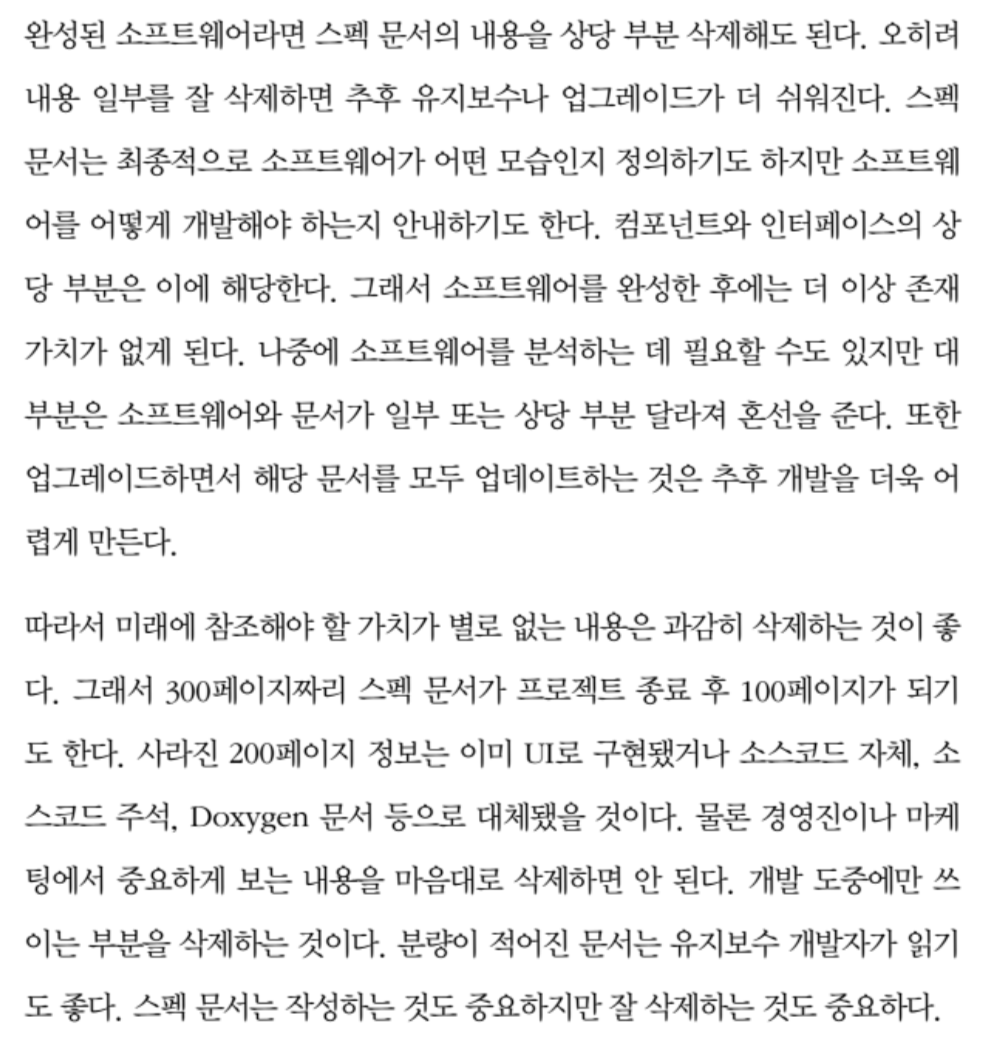 완성된 소프트웨어라면 스펙 문서의 내용을 상당 부분 삭제해도 된다. 오히려
내용 일부를 잘 삭제하면 추후 유지보수나 업그레이드가 더 쉬워진다. 스펙
문서는 최종적으로 소프트웨어가 어떤 모습인지 정의하기도 하지만 소프트웨
어를 어떻게 개발해야 하는지 안내하기도 한다. 컴포넌트와 인터페이스의 상
당 부분은 이에 해당한다. 그래서 소프트웨어를 완성한 후에는 더 이상 존재
가치가 없게 된다. 나중에 소프트웨어를 분석하는 데 필요할 수도 있지만 대
부분은 소프트웨어와 문서가 일부 또는 상당 부분 달라져 혼선을 준다. 또한
업그레이드하면서 해당 문서를 모두 업데이트하는 것은 추후 개발을 더욱 어
렵게 만든다.
따라서 미래에 참조해야 할 가치가 별로 없는 내용은 과감히 삭제하는 것이 좋
다. 그래서 300페이지짜리 스펙 문서가 프로젝트 종료 후 100페이지가 되기
도 한다. 사라진 200페이지 정보는 이미 UI로 구현됐거나 소스코드 자체, 소
스코드 주석, Doxygen 문서 등으로 대체됐을 것이다. 물론 경영진이나 마케
팅에서 중요하게 보는 내용을 마음대로 삭제하면 안 된다. 개발 도중에만 쓰
이는 부분을 삭제하는 것이다. 분량이 적어진 문서는 유지보수 개발자가 읽기
도 좋다. 스펙 문서는 작성하는 것도 중요하지만 잘 삭제하는 것도 중요하다.